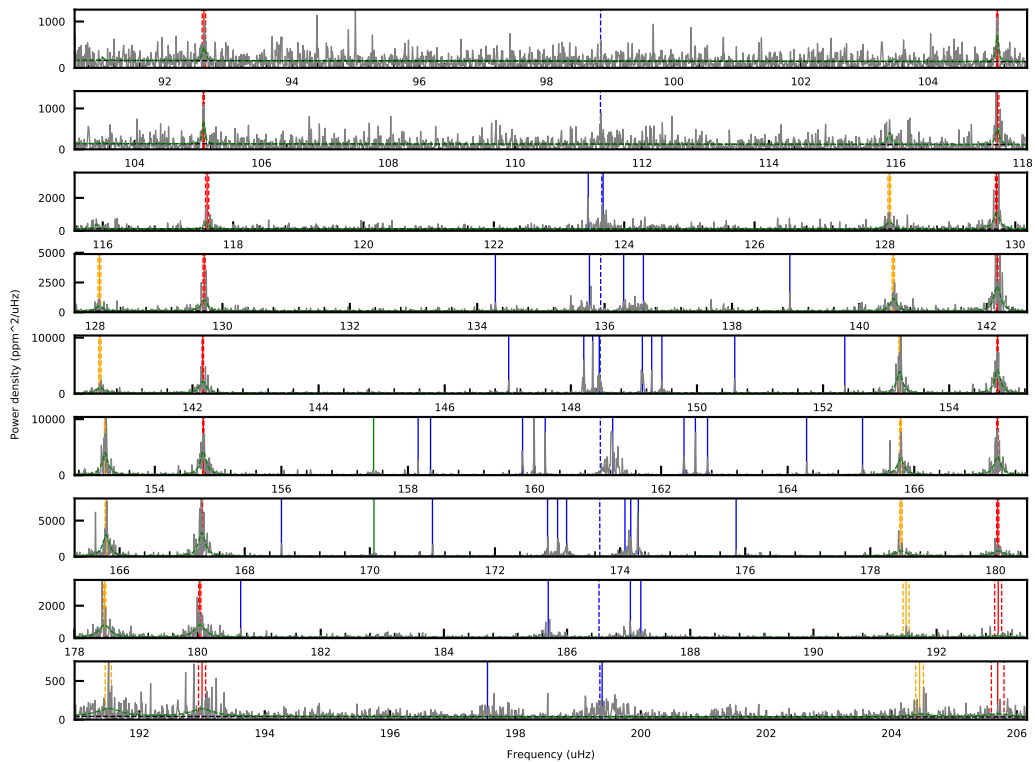 1000
0
92 94 96 98 100 102 104
1000
0
104 106 108 110 112 114 116 118
2000
0
116 118 120 122 124 126 128 130
5000
2500
0
128 130 132 134 136 138 140 142
10000
0
142 144 146 148 150 152 154
10000
0
154 156 158 160 162 164 166
5000
0
166 168 170 172 174 176 178 180
2000
0
178 180 182 184 186 188 190 192
500
0
192 194 196 198 200 202 204 206
Power density (ppm^2/uHz)
Frequency (uHz)